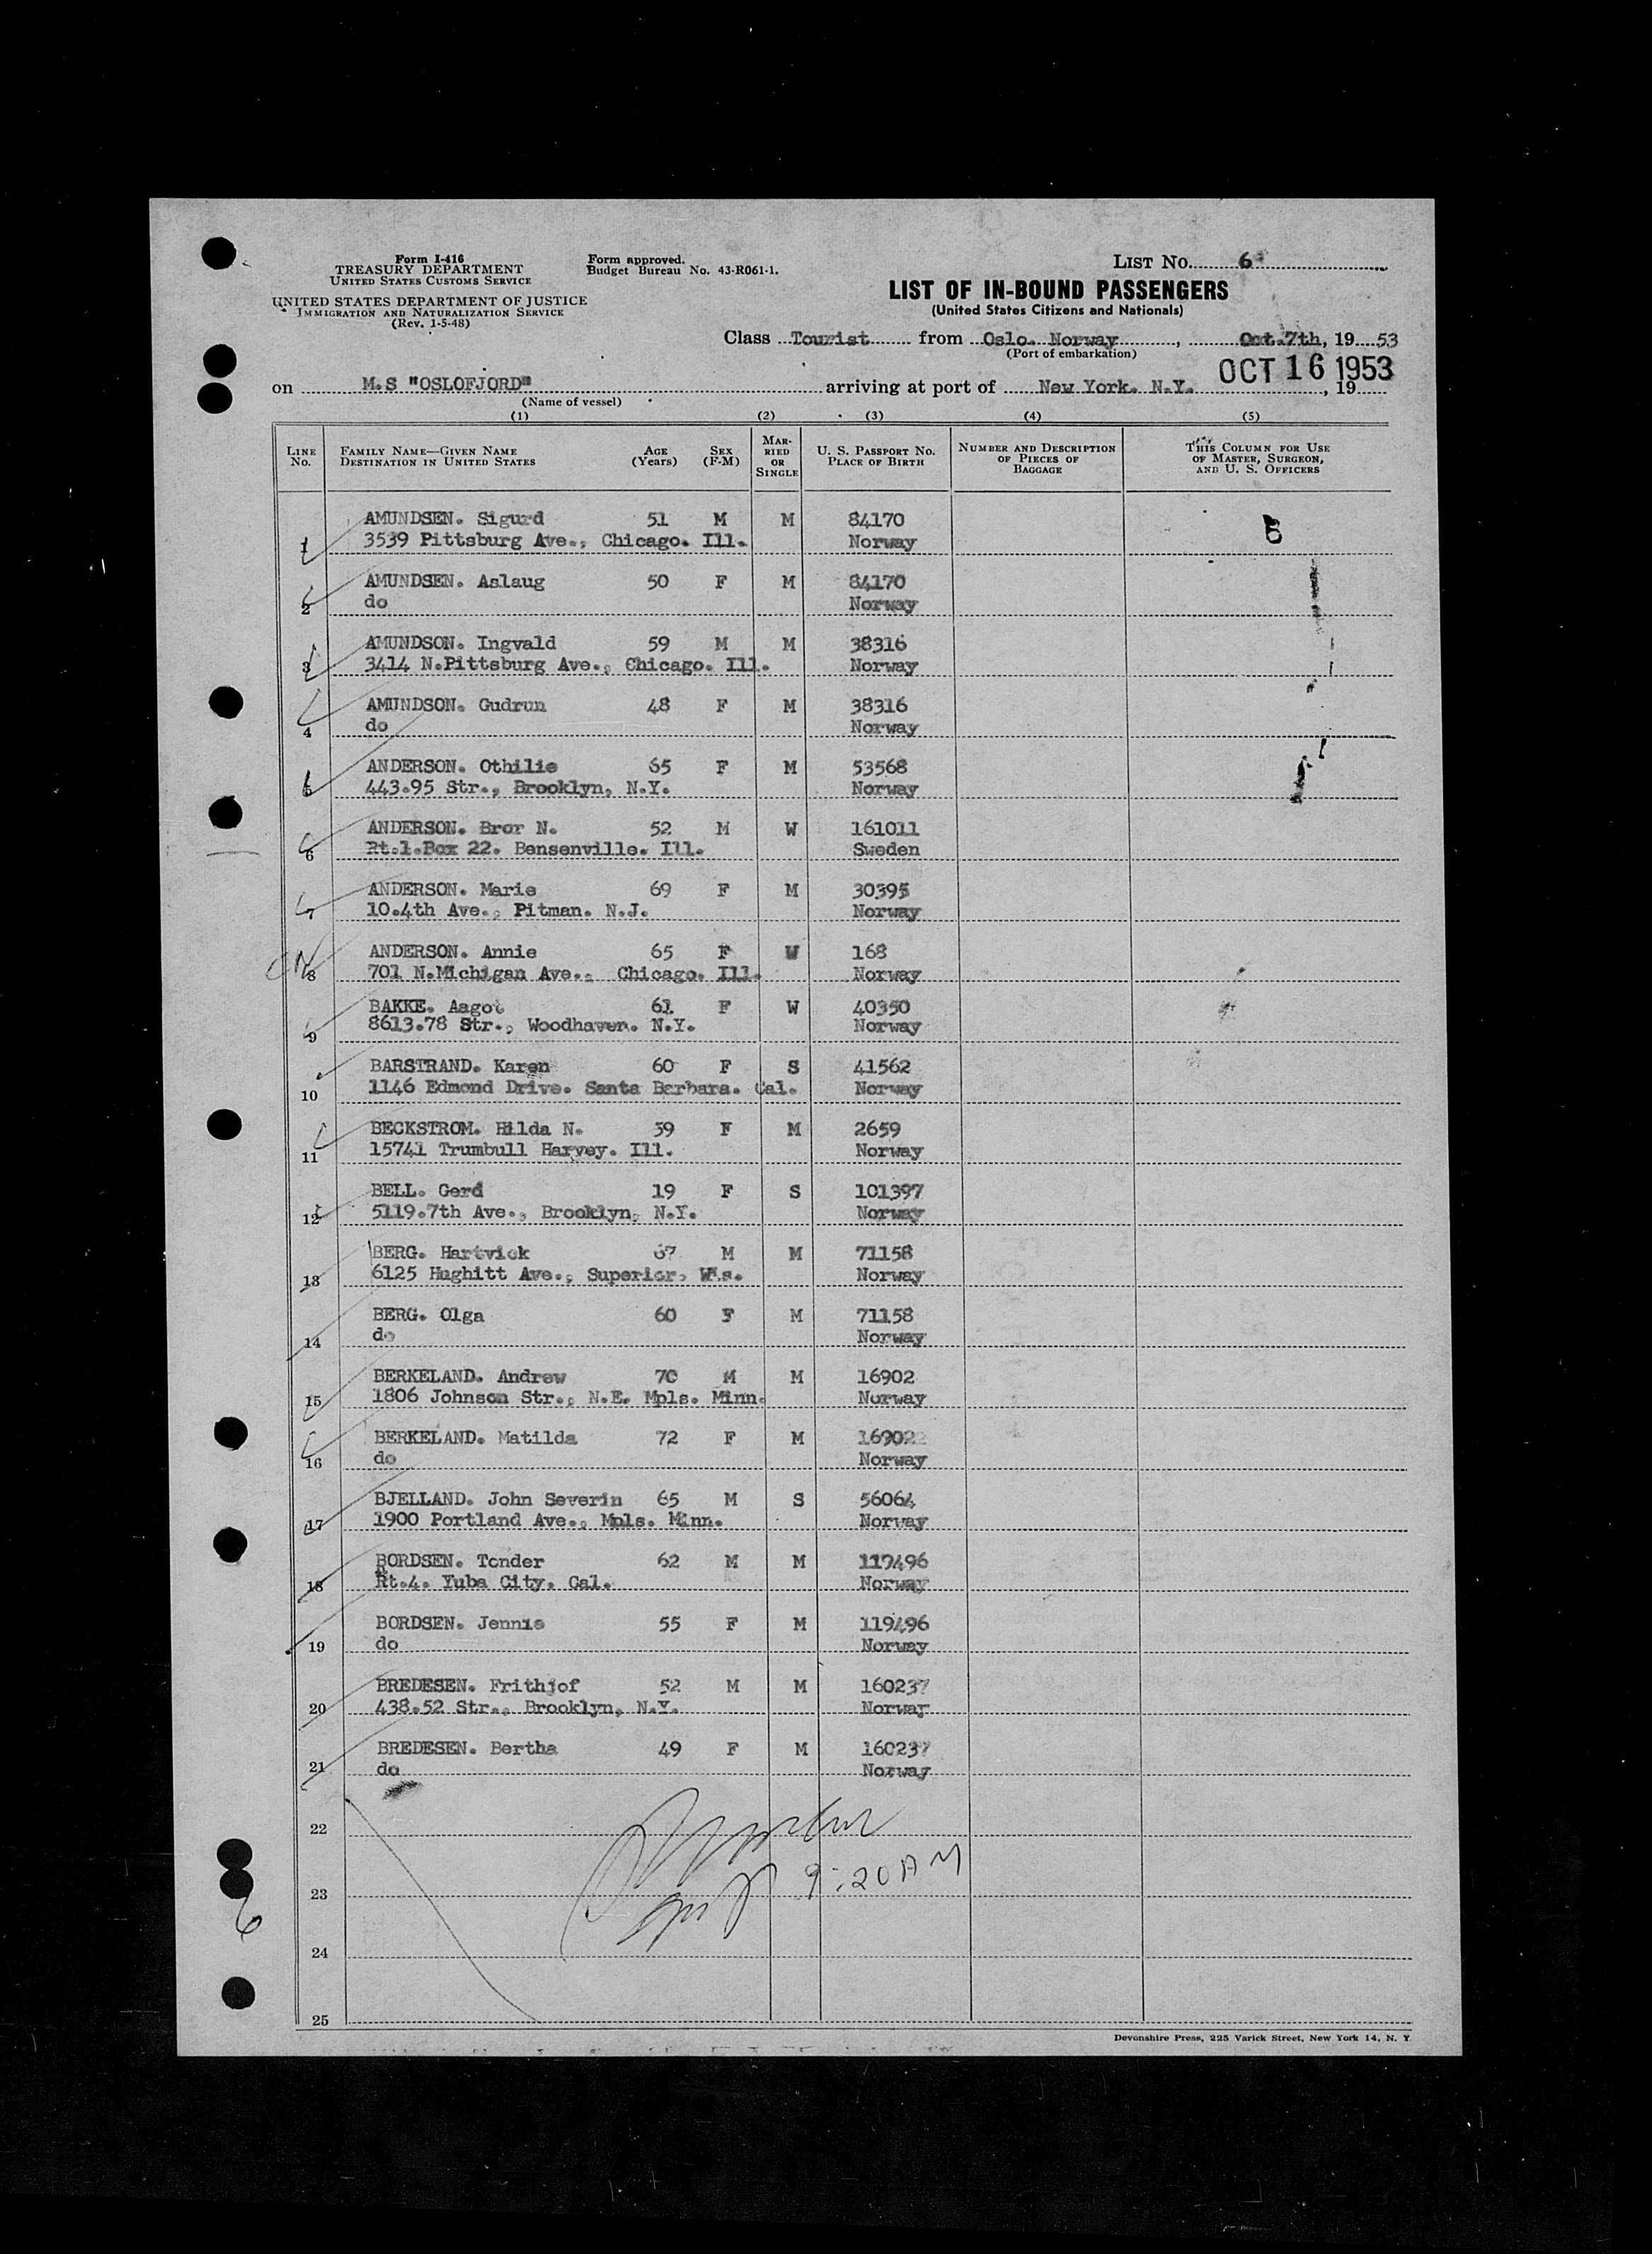 Form I-416
TREASURY DEPARTMENT
UNITED STATES CUSTOMS SERVICE
UNITED STATES DEPARTMENT OF JUSTICE
IMMIGRATION AND NATURALIZATION SERVICE
(Rev. 1-5-48)
Form approved.
Budget Bureau No. 43-R061-1.
LIST NO. 6
LIST OF IN-BOUND PASSENGERS
(United States Citizens and Nationals)
Class Tourist from Oslo. Norway, Oct.7th, 19 53
(Port of embarkation)
OCT 16 1953
on M.S "OSLOFJORD" arriving at port of New York. N.Y., 19
(Name of vessel)
(1) (2) (3) (4) (5)
LINE NO.
FAMILY NAME—GIVEN NAME DESTINATION IN UNITED STATES
AGE (Years)
SEX (F-M)
MARRIED OR SINGLE
U. S. PASSPORT NO. PLACE OF BIRTH
NUMBER AND DESCRIPTION OF PIECES OF BAGGAGE
THIS COLUMN FOR USE OF MASTER, SURGEON, AND U. S. OFFICERS
AMUNDSEN. Sigurd 51 M M 84170
1 3539 Pittsburg Ave., Chicago. Ill. Norway
AMUNDSEN. Aslaug 50 F M 84170
2 do Norway
AMUNDSON. Ingvald 59 M M 38316
3 3414 N.Pittsburg Ave., Chicago. Ill. Norway
AMUNDSON. Gudrun 48 F M 38316
4 do Norway
ANDERSON. Othilie 65 F M 53568
5 443.95 Str., Brooklyn, N.Y. Norway
ANDERSON. Bror N. 52 M W 161011
6 Rt.1.Box 22. Bensenville. Ill. Sweden
ANDERSON. Marie 69 F M 30395
7 10.4th Ave., Pitman. N.J. Norway
ANDERSON. Annie 65 F W 168
8 701 N.Michigan Ave., Chicago. Ill. Norway
BAKKE. Aagot 61 F W 40350
9 8613.78 Str., Woodhaven. N.Y. Norway
BARSTRAND. Karen 60 F S 41562
10 1146 Edmond Drive. Santa Barbara. Cal. Norway
BECKSTROM. Hilda N. 59 F M 2659
11 15741 Trumbull Harvey. Ill. Norway
BELL. Gerd 19 F S 101397
12 5119.7th Ave., Brooklyn, N.Y. Norway
BERG. Hartvick 67 M M 71158
13 6125 Hughitt Ave., Superior, Wis. Norway
BERG. Olga 60 F M 71158
14 do Norway
BERKELAND. Andrew 70 M M 16902
15 1806 Johnson Str., N.E. Mpls. Minn. Norway
BERKELAND. Matilda 72 F M 16902
16 do Norway
BJELLAND. John Severin 65 M S 56064
17 1900 Portland Ave., Mpls. Minn. Norway
BORDSEN. Tonder 62 M M 119496
18 Rt.4. Yuba City. Cal. Norway
BORDSEN. Jennie 55 F M 119496
19 do Norway
BREDESEN. Frithjof 52 M M 160237
20 438.52 Str., Brooklyn, N.Y. Norway
BREDESEN. Bertha 49 F M 160237
21 do Norway
22
9:20 AM
23
6
24
25
Devonshire Press, 225 Varick Street, New York 14, N. Y.